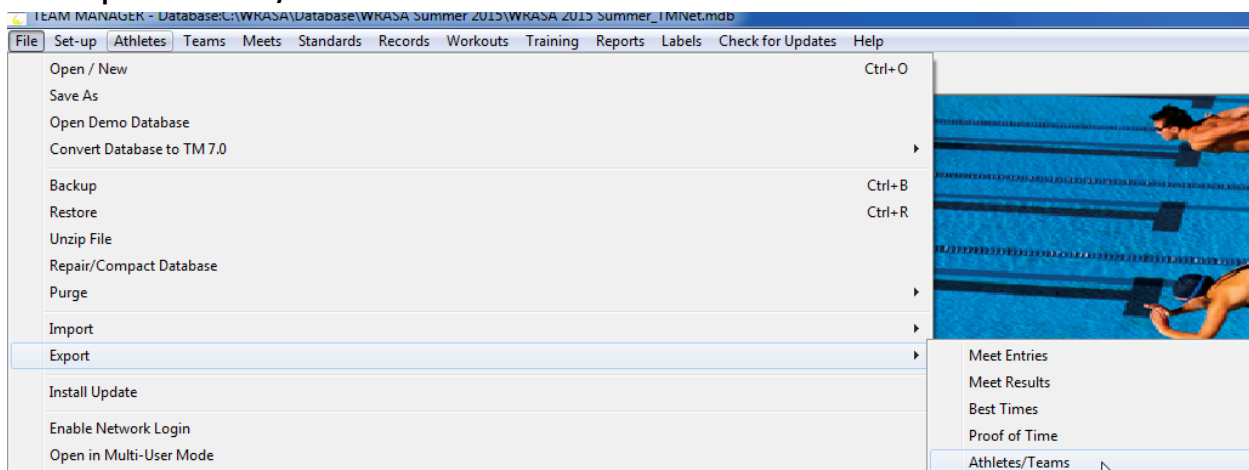 TEAM MANAGER - Database:C:\WRASA\Database\WRASA Summer 2015\WRASA 2015 Summer_TMNet.mdb
File Set-up Athletes Teams Meets Standards Records Workouts Training Reports Labels Check for Updates Help
Open / New Ctrl+O
Save As
Open Demo Database
Convert Database to TM 7.0
Backup Ctrl+B
Restore Ctrl+R
Unzip File
Repair/Compact Database
Purge
Import
Export Meet Entries
Meet Results
Install Update
Best Times
Enable Network Login
Proof of Time
Open in Multi-User Mode
Athletes/Teams